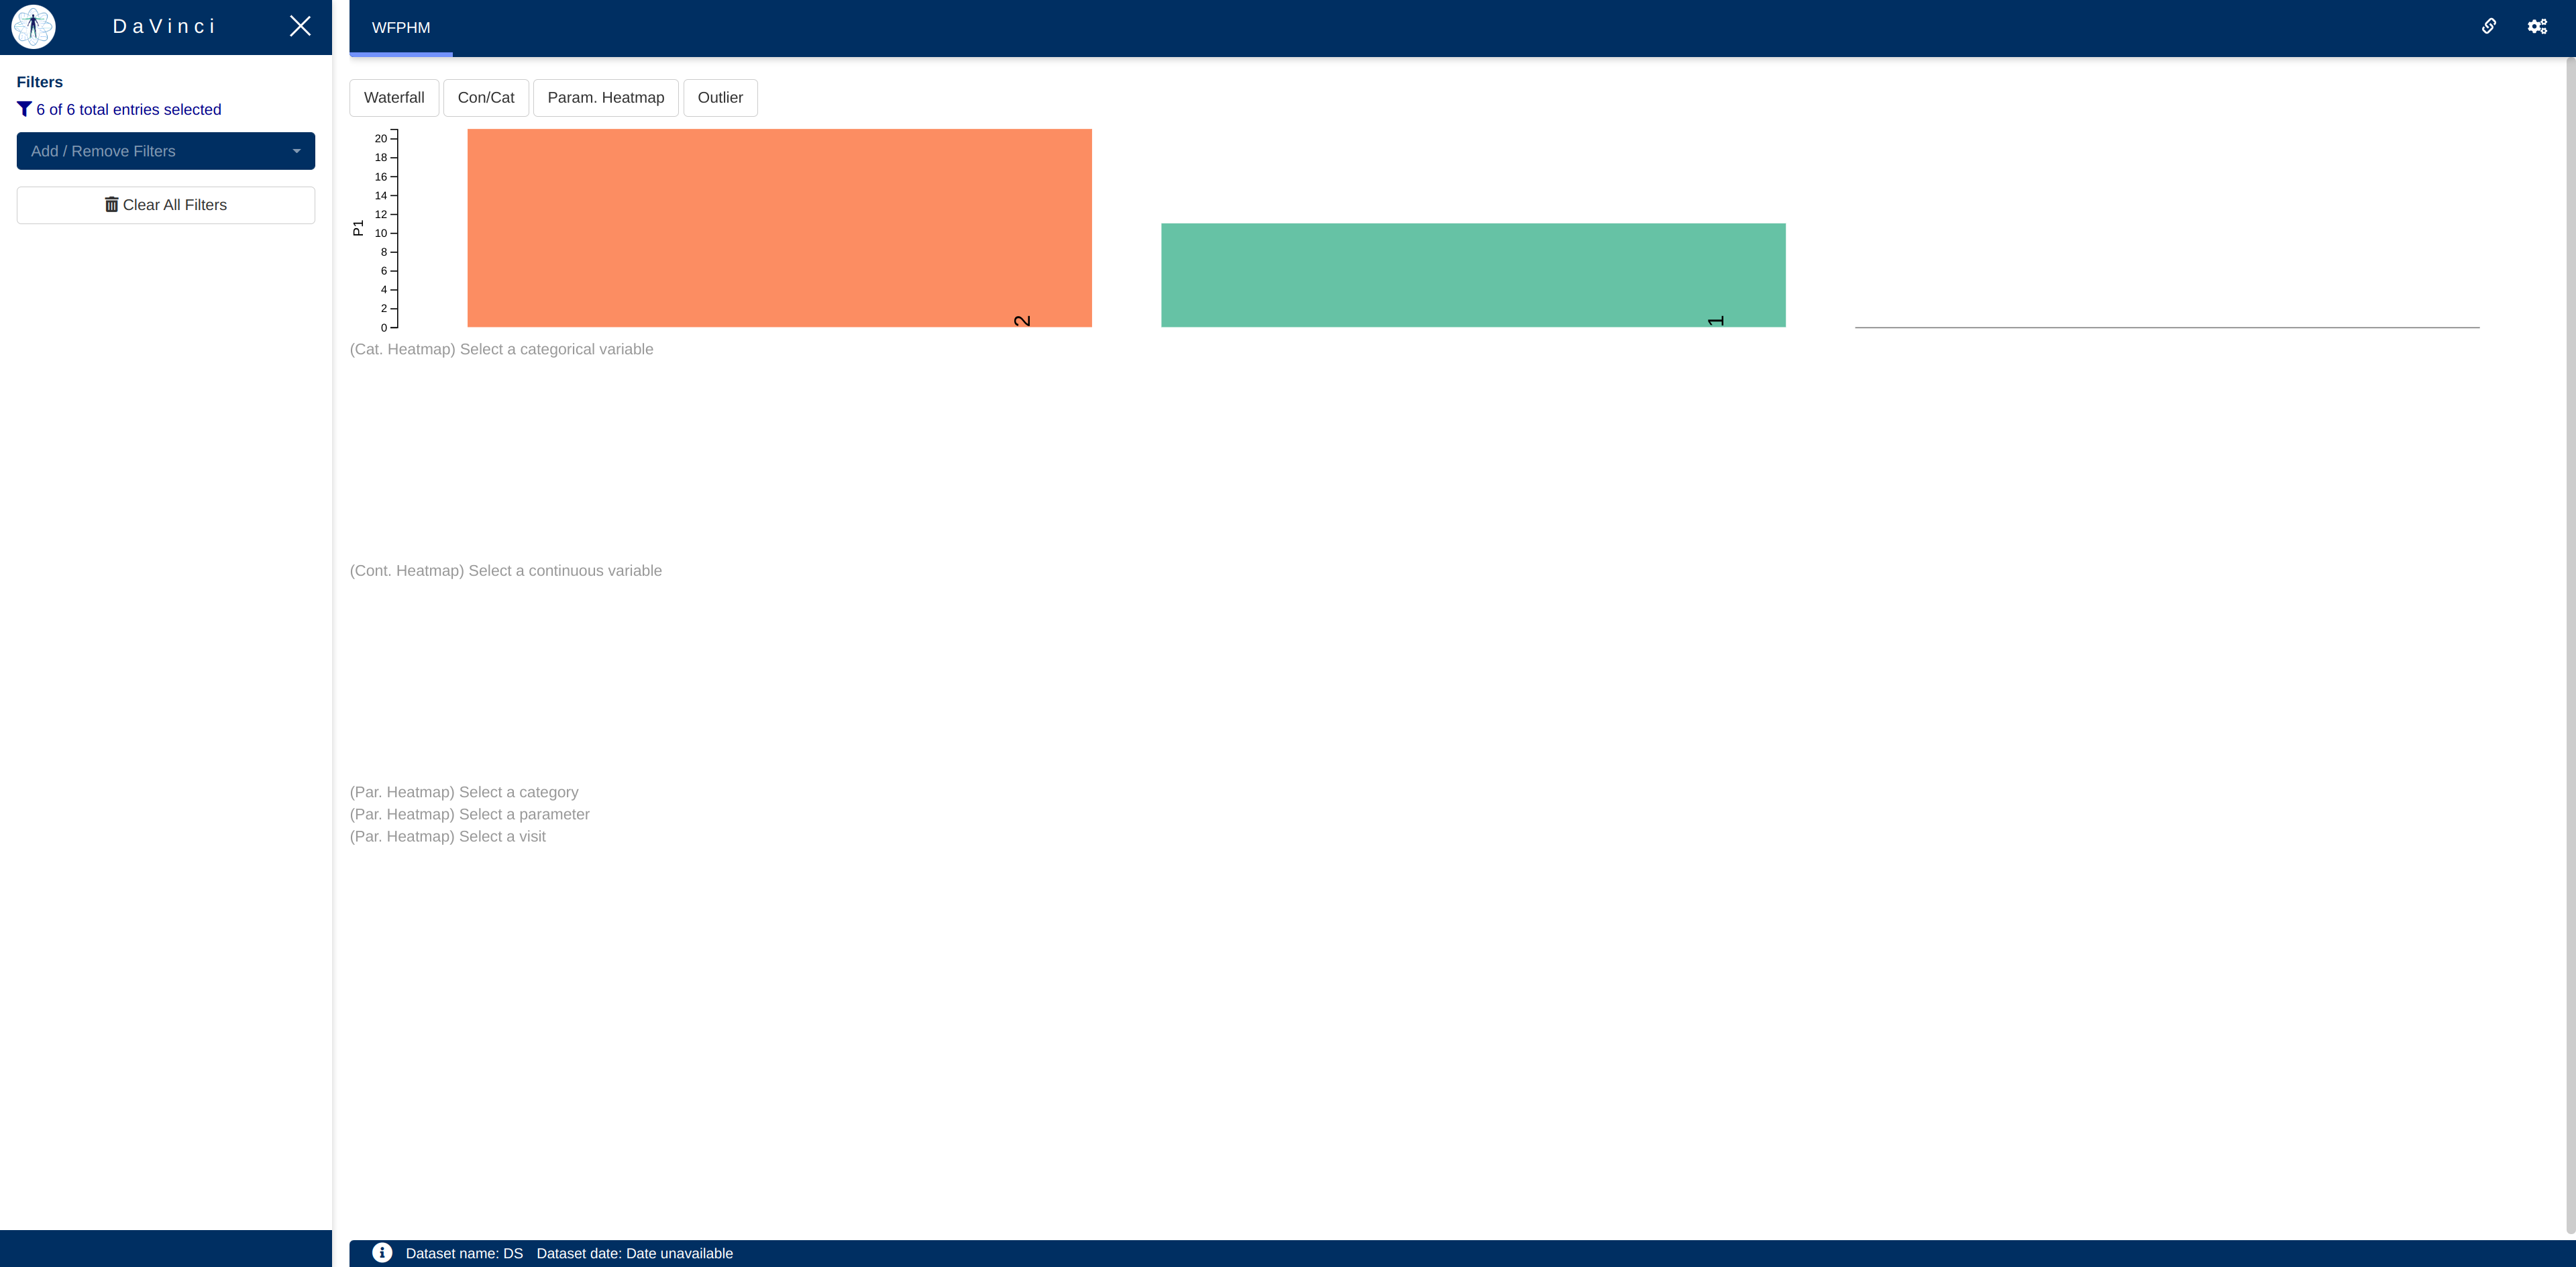 DaVinci
WFPHM
Filters
6 of 6 total entries selected
Add / Remove Filters
Clear All Filters
Waterfall
Con/Cat
Param. Heatmap
Outlier
P1
20
18
16
14
12
10
8
6
4
2
0
2
1
(Cat. Heatmap) Select a categorical variable
(Cont. Heatmap) Select a continuous variable
(Par. Heatmap) Select a category
(Par. Heatmap) Select a parameter
(Par. Heatmap) Select a visit
Dataset name: DS Dataset date: Date unavailable